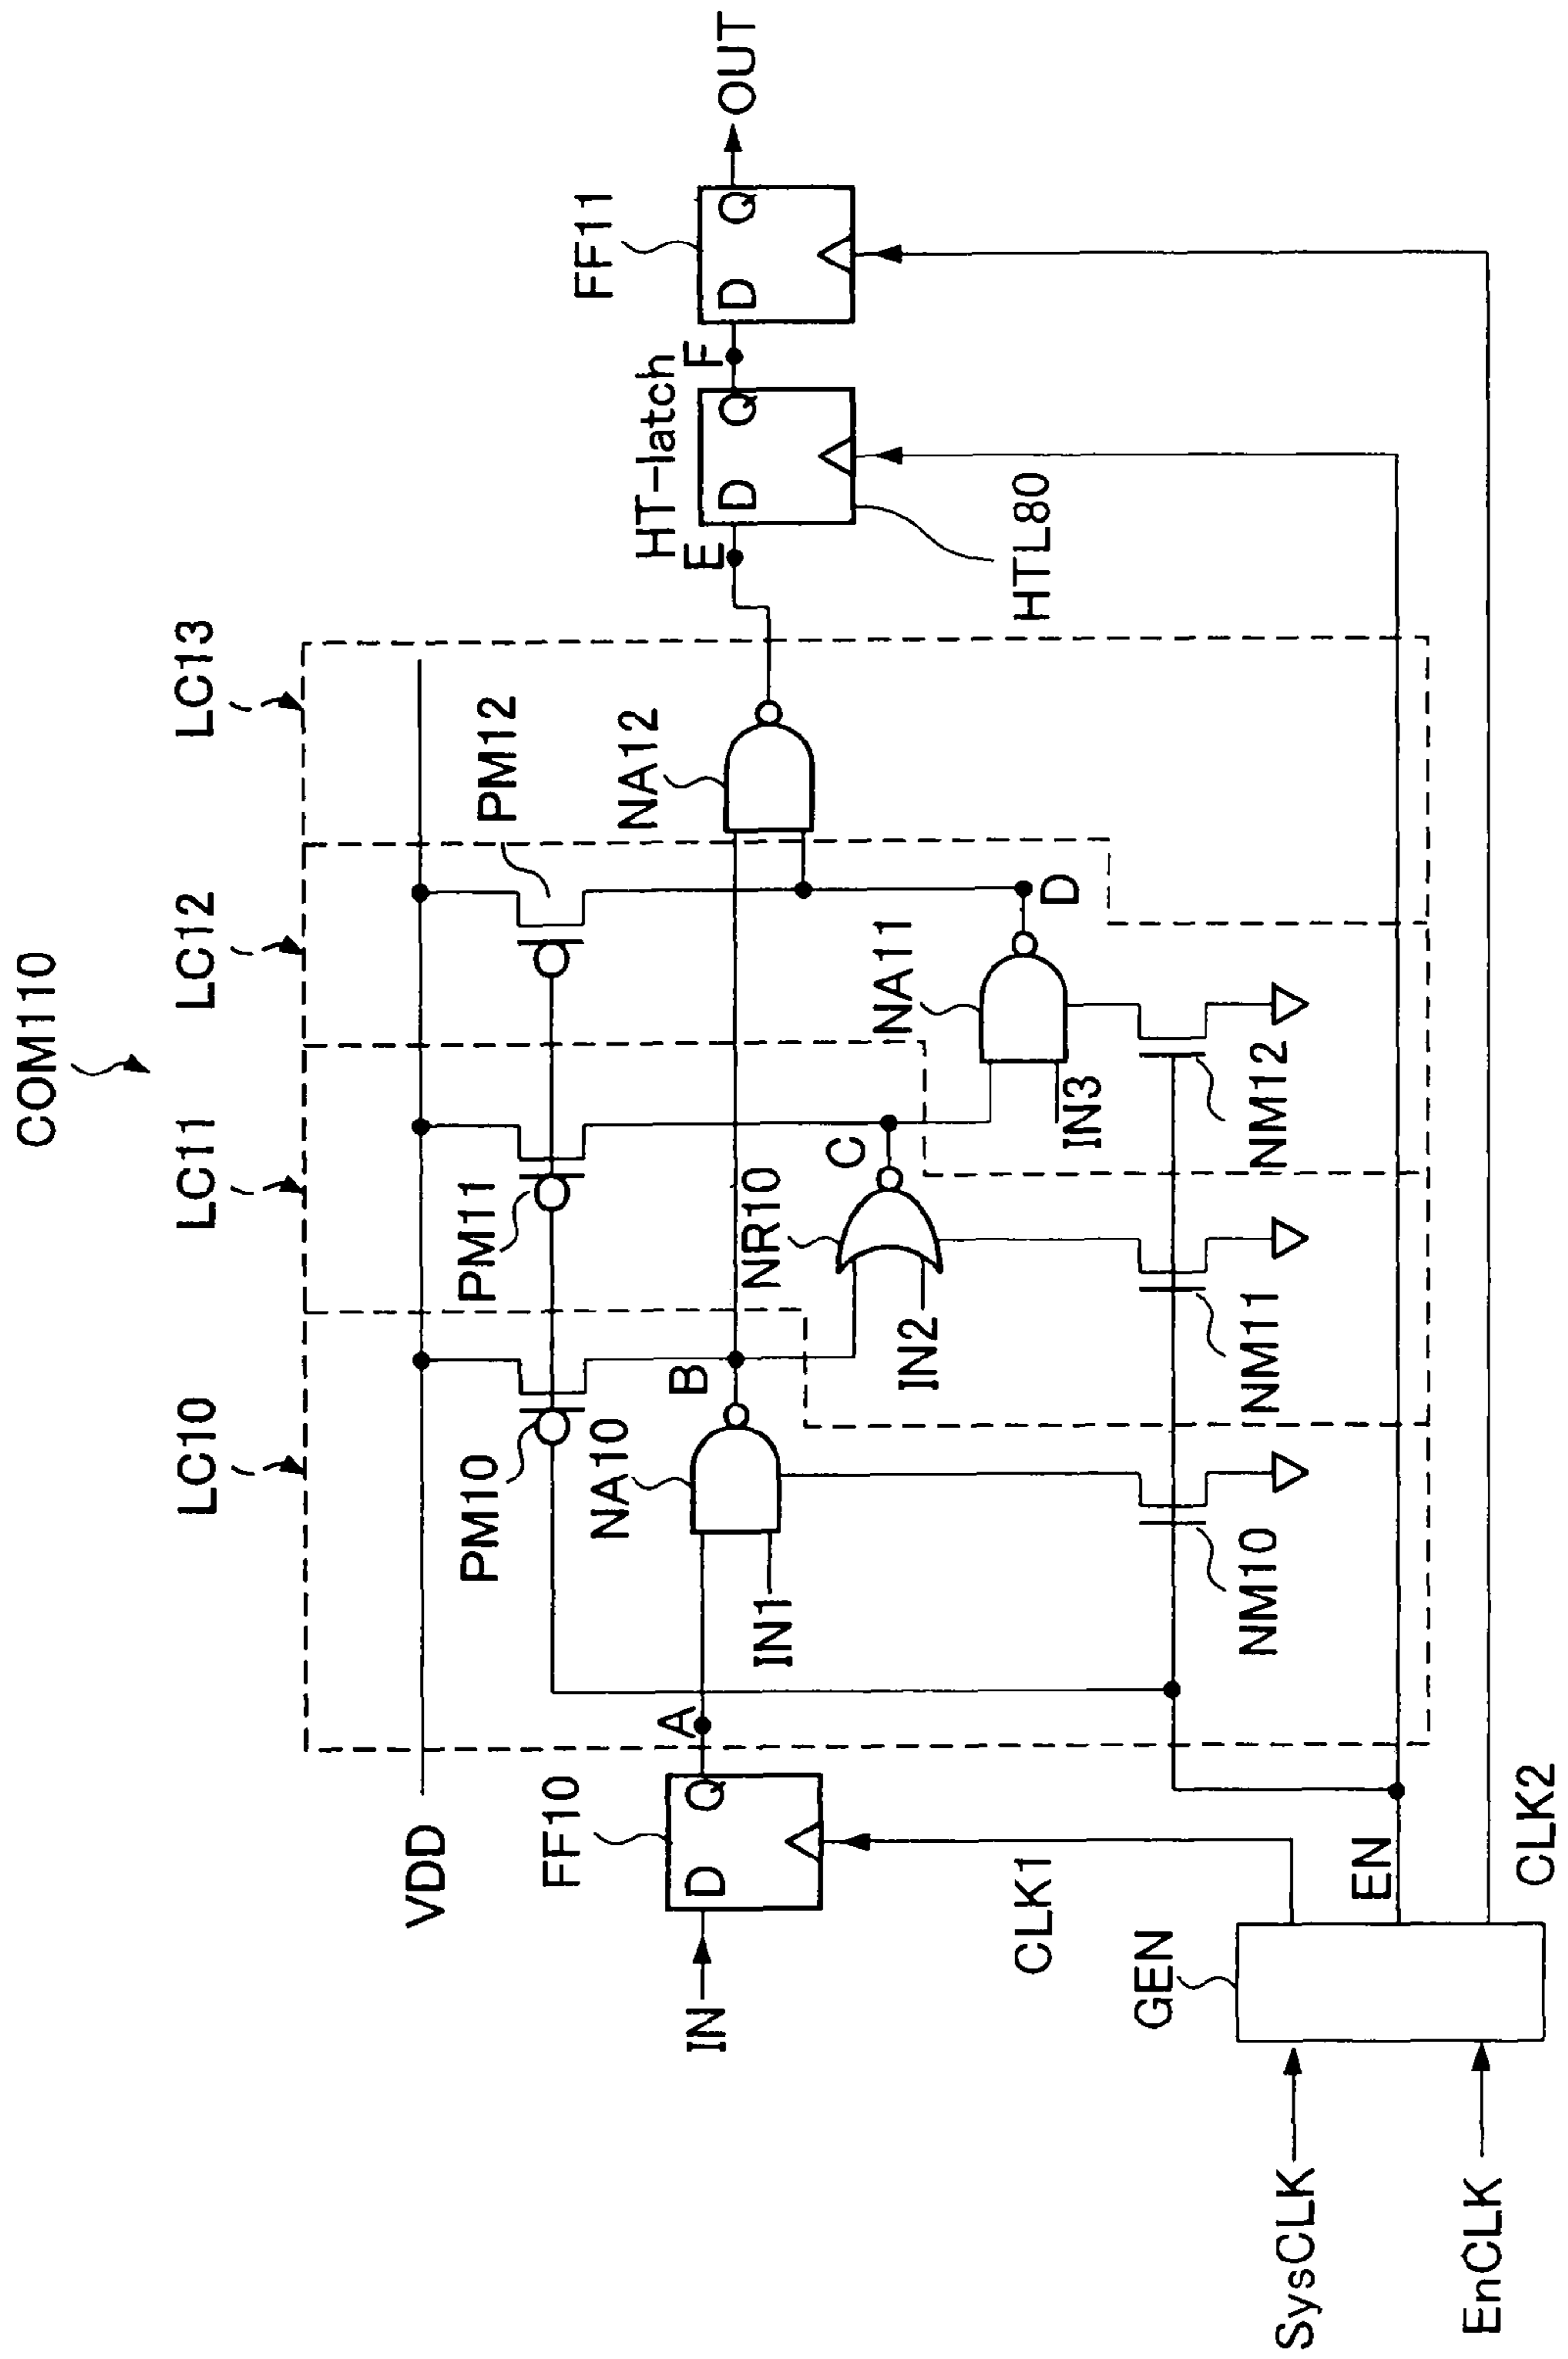 COM110
LC10
LC11
LC12
LC13
VDD
PM10
PM11
PM12
FF10
D
Q
IN
A
NA10
IN1
B
NR10
IN2
C
NA11
IN3
D
NA12
E
HT-latch
D
Q
HTL80
F
FF11
D
Q
OUT
NM10
NM11
NM12
CLK1
GEN
EN
CLK2
SysCLK
EnCLK